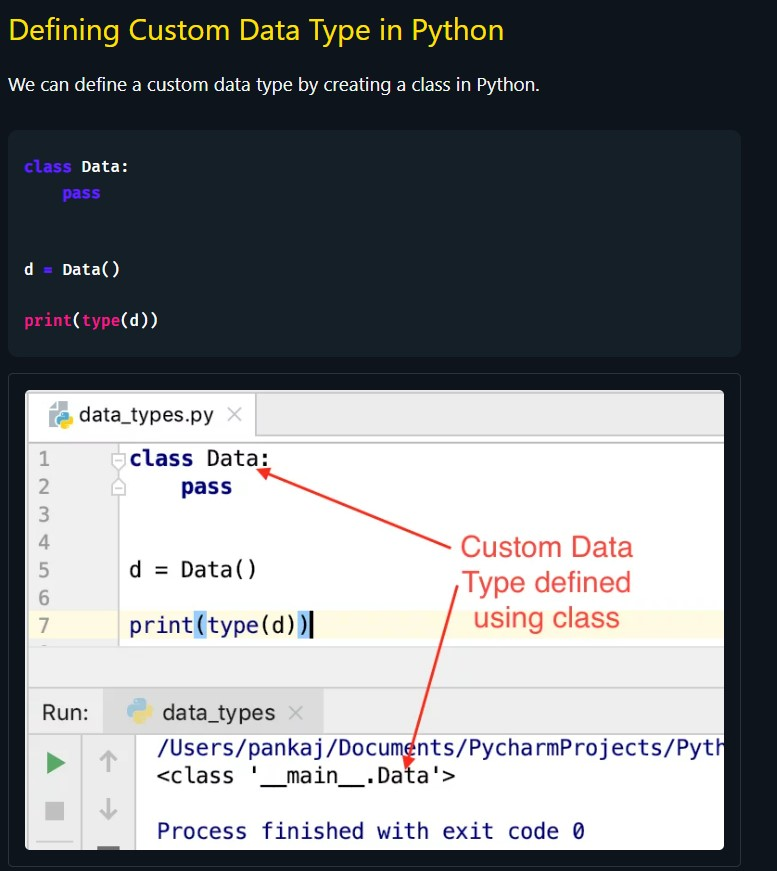 Defining Custom Data Type in Python
We can define a custom data type by creating a class in Python.
class Data:
    pass
d = Data()
print(type(d))
data_types.py
1 class Data:
2     pass
3
4
5 d = Data()
6
7 print(type(d))
Custom Data
Type defined
using class
Run: data_types
/Users/pankaj/Documents/PycharmProjects/Pyth
<class '__main__.Data'>
Process finished with exit code 0